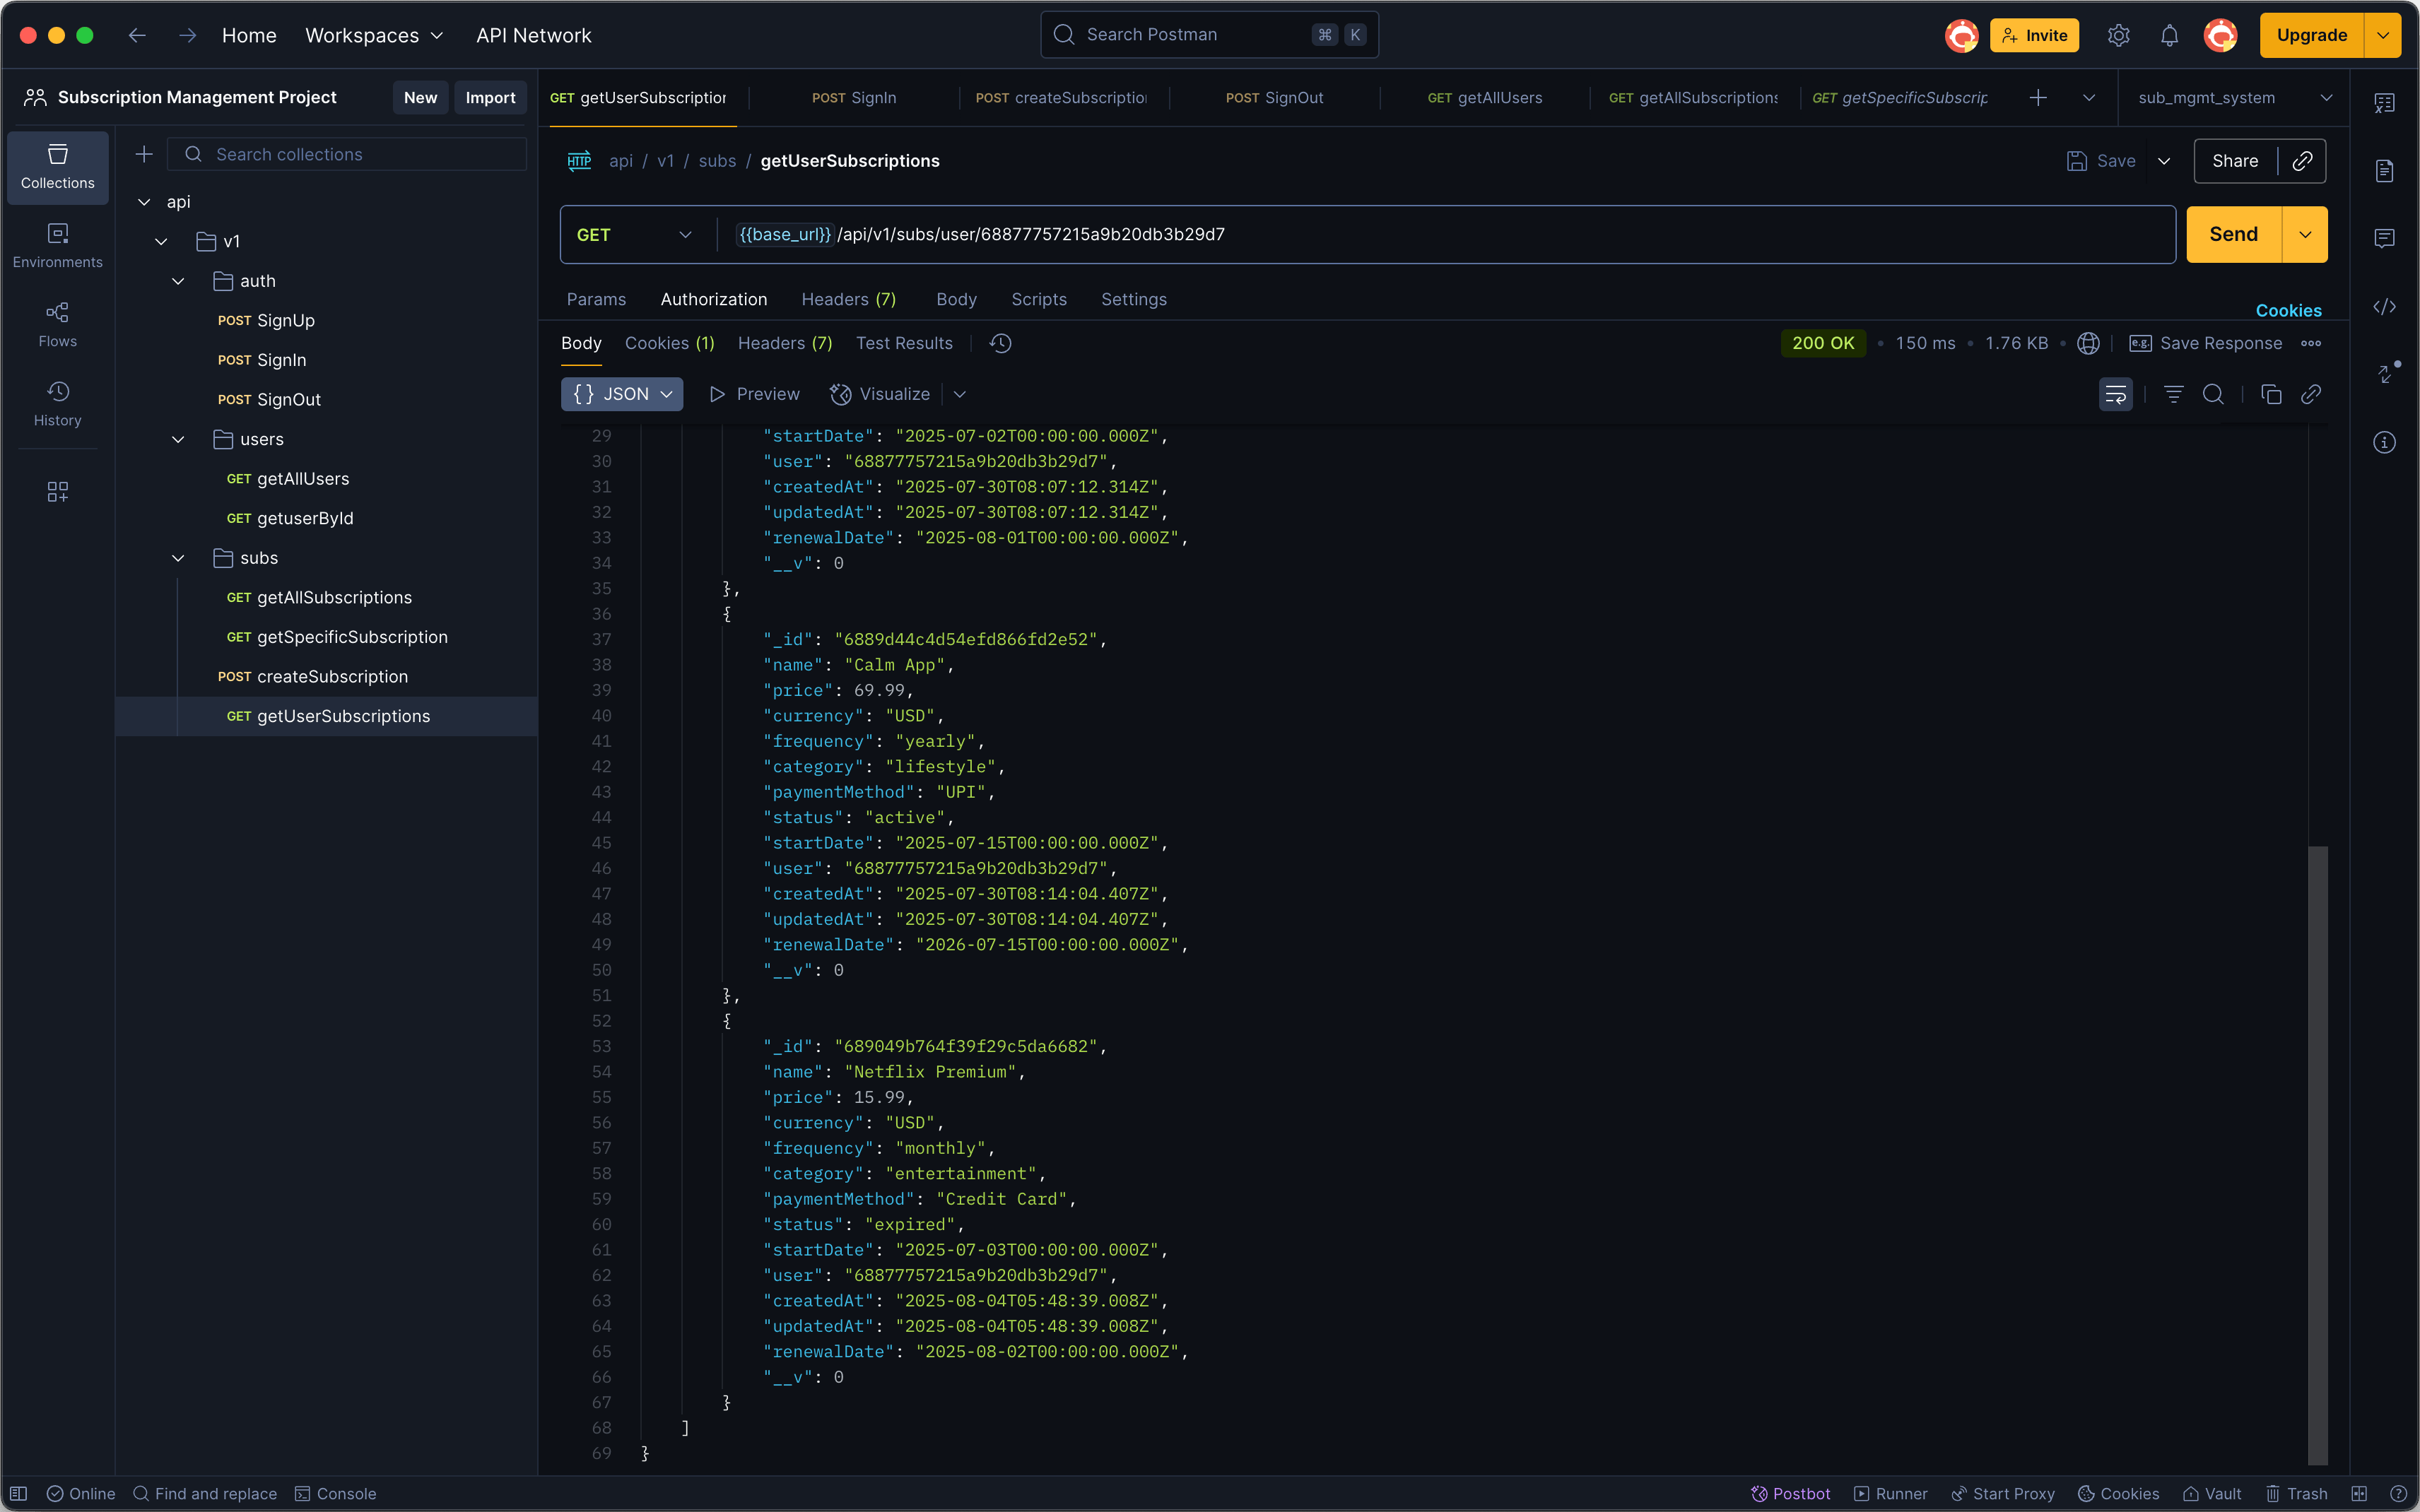 Home Workspaces API Network
Search Postman ⌘ K
Invite Upgrade
Subscription Management Project New Import
GET getUserSubscription POST SignIn POST createSubscriptio POST SignOut GET getAllUsers GET getAllSubscriptions GET getSpecificSubscrip sub_mgmt_system
Collections
Environments
Flows
History
Search collections
api
v1
auth
POST SignUp
POST SignIn
POST SignOut
users
GET getAllUsers
GET getuserById
subs
GET getAllSubscriptions
GET getSpecificSubscription
POST createSubscription
GET getUserSubscriptions
HTTP api / v1 / subs / getUserSubscriptions
Save Share
GET {{base_url}}/api/v1/subs/user/68877757215a9b20db3b29d7 Send
Params Authorization Headers (7) Body Scripts Settings
Cookies
Body Cookies (1) Headers (7) Test Results
200 OK • 150 ms • 1.76 KB • e.g. Save Response
{} JSON Preview Visualize
29 "startDate": "2025-07-02T00:00:00.000Z",
30 "user": "68877757215a9b20db3b29d7",
31 "createdAt": "2025-07-30T08:07:12.314Z",
32 "updatedAt": "2025-07-30T08:07:12.314Z",
33 "renewalDate": "2025-08-01T00:00:00.000Z",
34 "__v": 0
35 },
36 {
37 "_id": "6889d44c4d54efd866fd2e52",
38 "name": "Calm App",
39 "price": 69.99,
40 "currency": "USD",
41 "frequency": "yearly",
42 "category": "lifestyle",
43 "paymentMethod": "UPI",
44 "status": "active",
45 "startDate": "2025-07-15T00:00:00.000Z",
46 "user": "68877757215a9b20db3b29d7",
47 "createdAt": "2025-07-30T08:14:04.407Z",
48 "updatedAt": "2025-07-30T08:14:04.407Z",
49 "renewalDate": "2026-07-15T00:00:00.000Z",
50 "__v": 0
51 },
52 {
53 "_id": "689049b764f39f29c5da6682",
54 "name": "Netflix Premium",
55 "price": 15.99,
56 "currency": "USD",
57 "frequency": "monthly",
58 "category": "entertainment",
59 "paymentMethod": "Credit Card",
60 "status": "expired",
61 "startDate": "2025-07-03T00:00:00.000Z",
62 "user": "68877757215a9b20db3b29d7",
63 "createdAt": "2025-08-04T05:48:39.008Z",
64 "updatedAt": "2025-08-04T05:48:39.008Z",
65 "renewalDate": "2025-08-02T00:00:00.000Z",
66 "__v": 0
67 }
68 ]
69 }
Online Find and replace Console
Postbot Runner Start Proxy Cookies Vault Trash